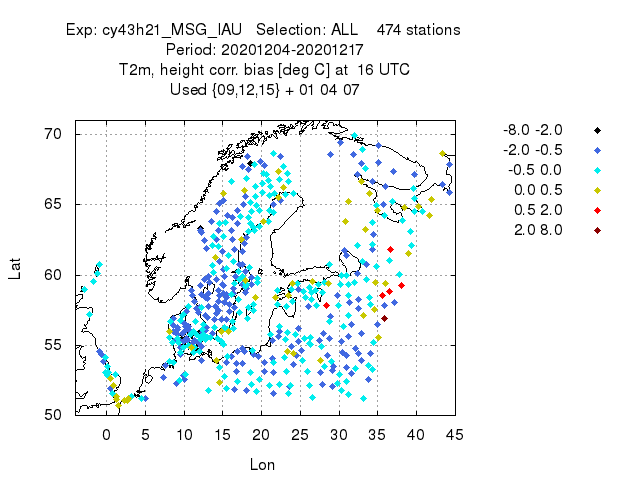 Exp: cy43h21_MSG_IAU Selection: ALL 474 stations
Period: 20201204-20201217
T2m, height corr. bias [deg C] at 16 UTC
Used {09,12,15} + 01 04 07
-8.0 -2.0
-2.0 -0.5
-0.5 0.0
0.0 0.5
0.5 2.0
2.0 8.0
Lat
70
65
60
55
50
0 5 10 15 20 25 30 35 40 45
Lon